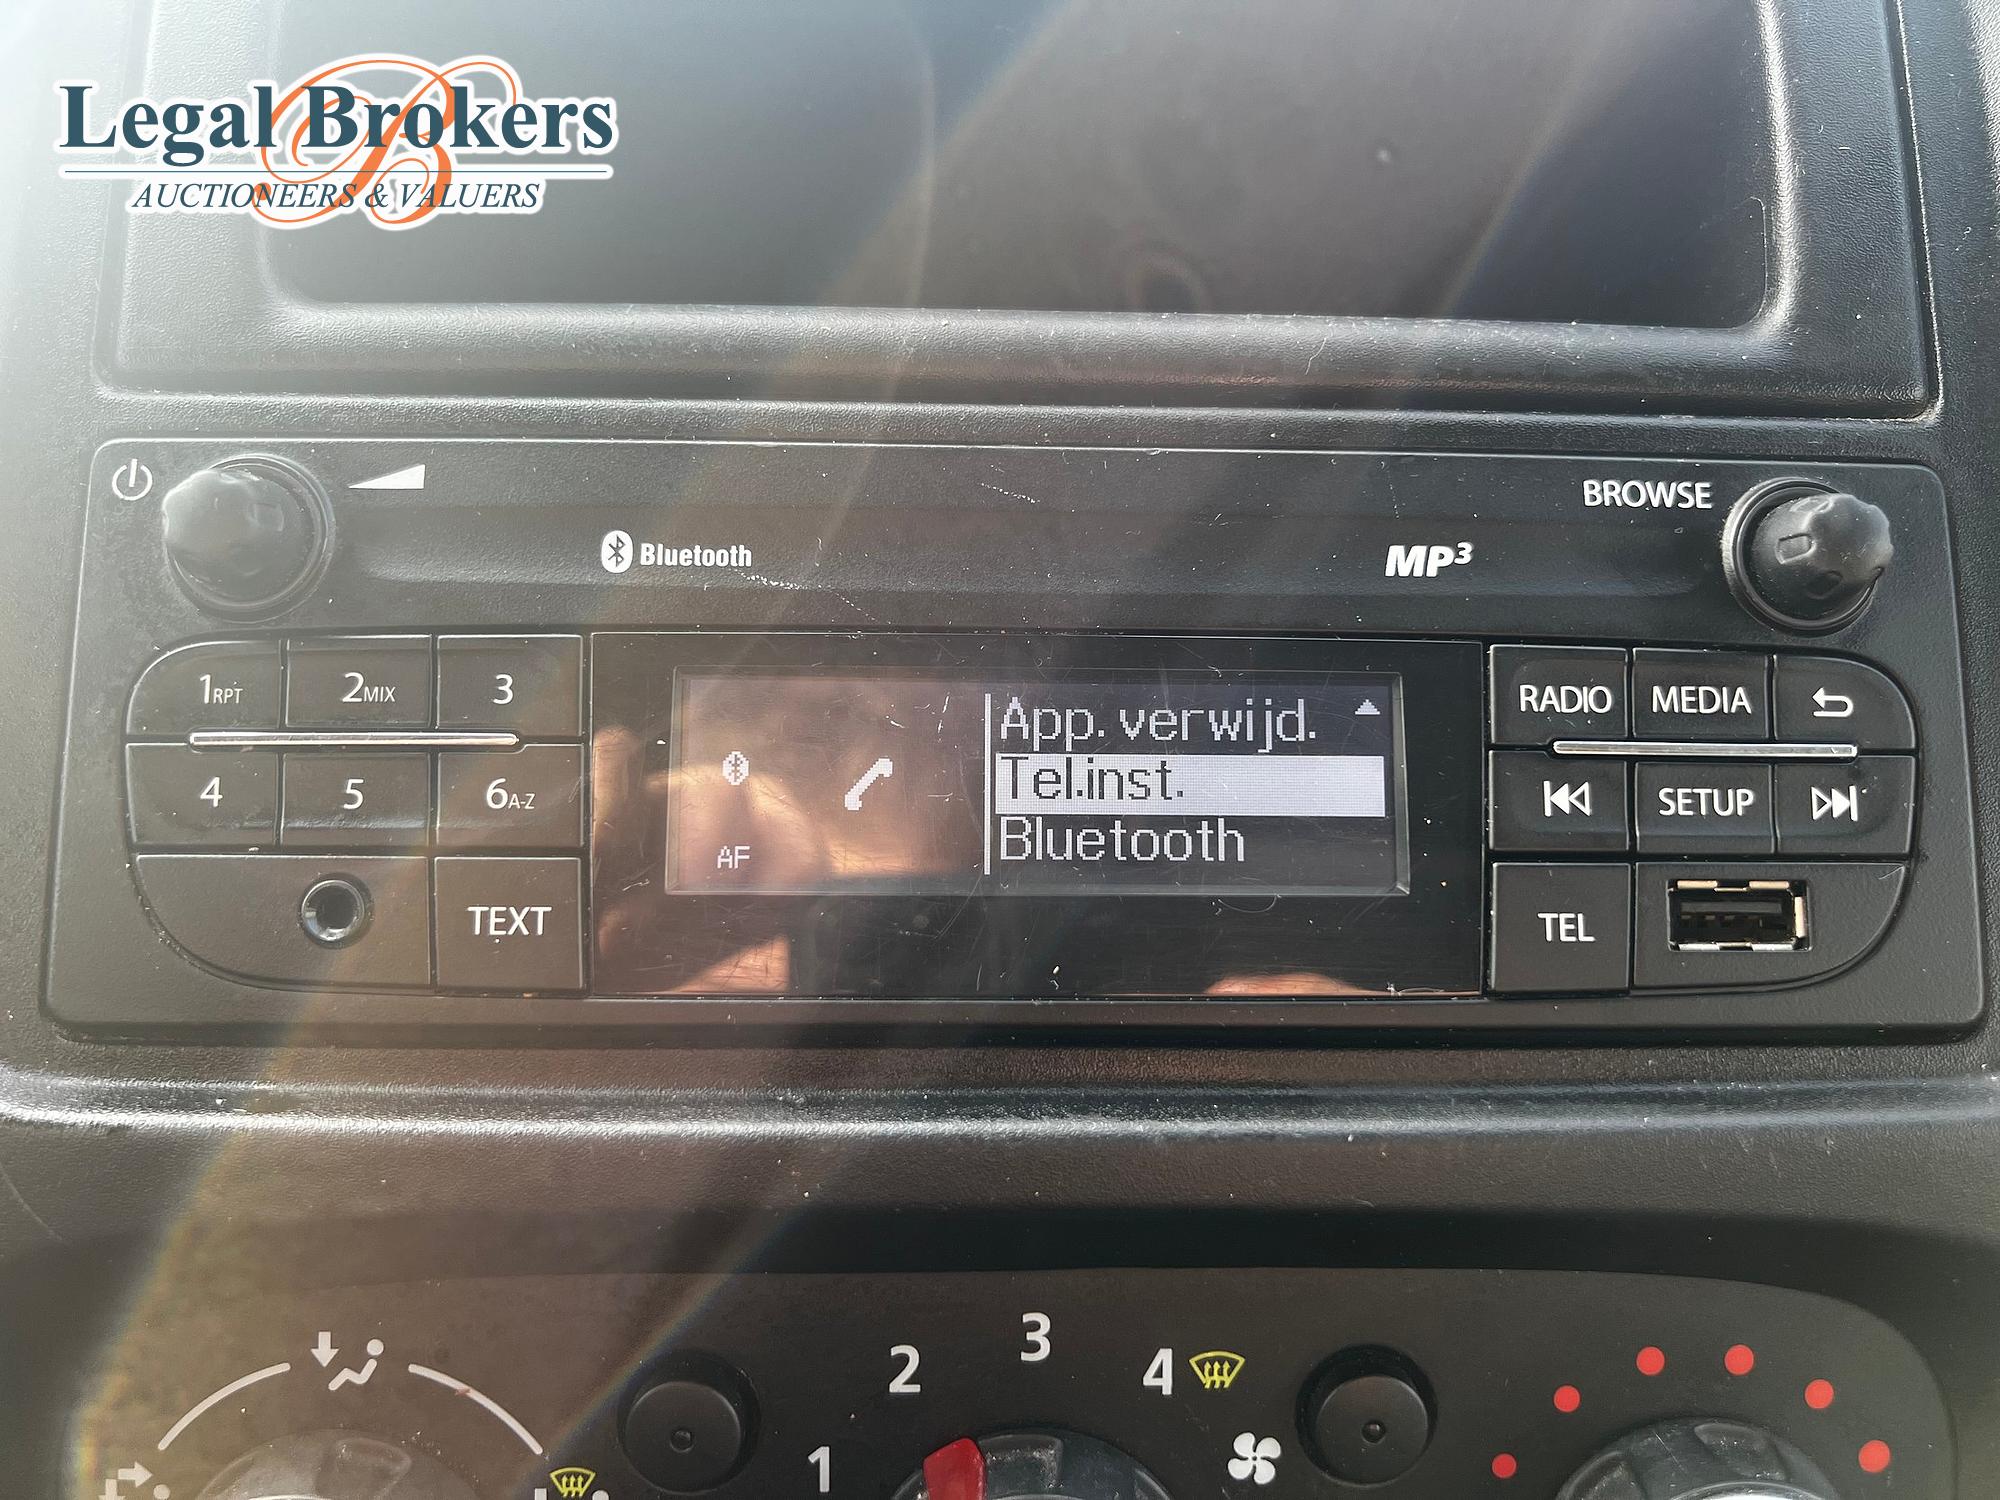 Legal Brokers
AUCTIONEERS & VALUERS
BROWSE
Bluetooth
MP3
1RPT 2MIX 3
4 5 6A-Z
TEXT
App. verwijd.
Tel.inst.
Bluetooth
AF
RADIO MEDIA
SETUP
TEL
1 2 3 4